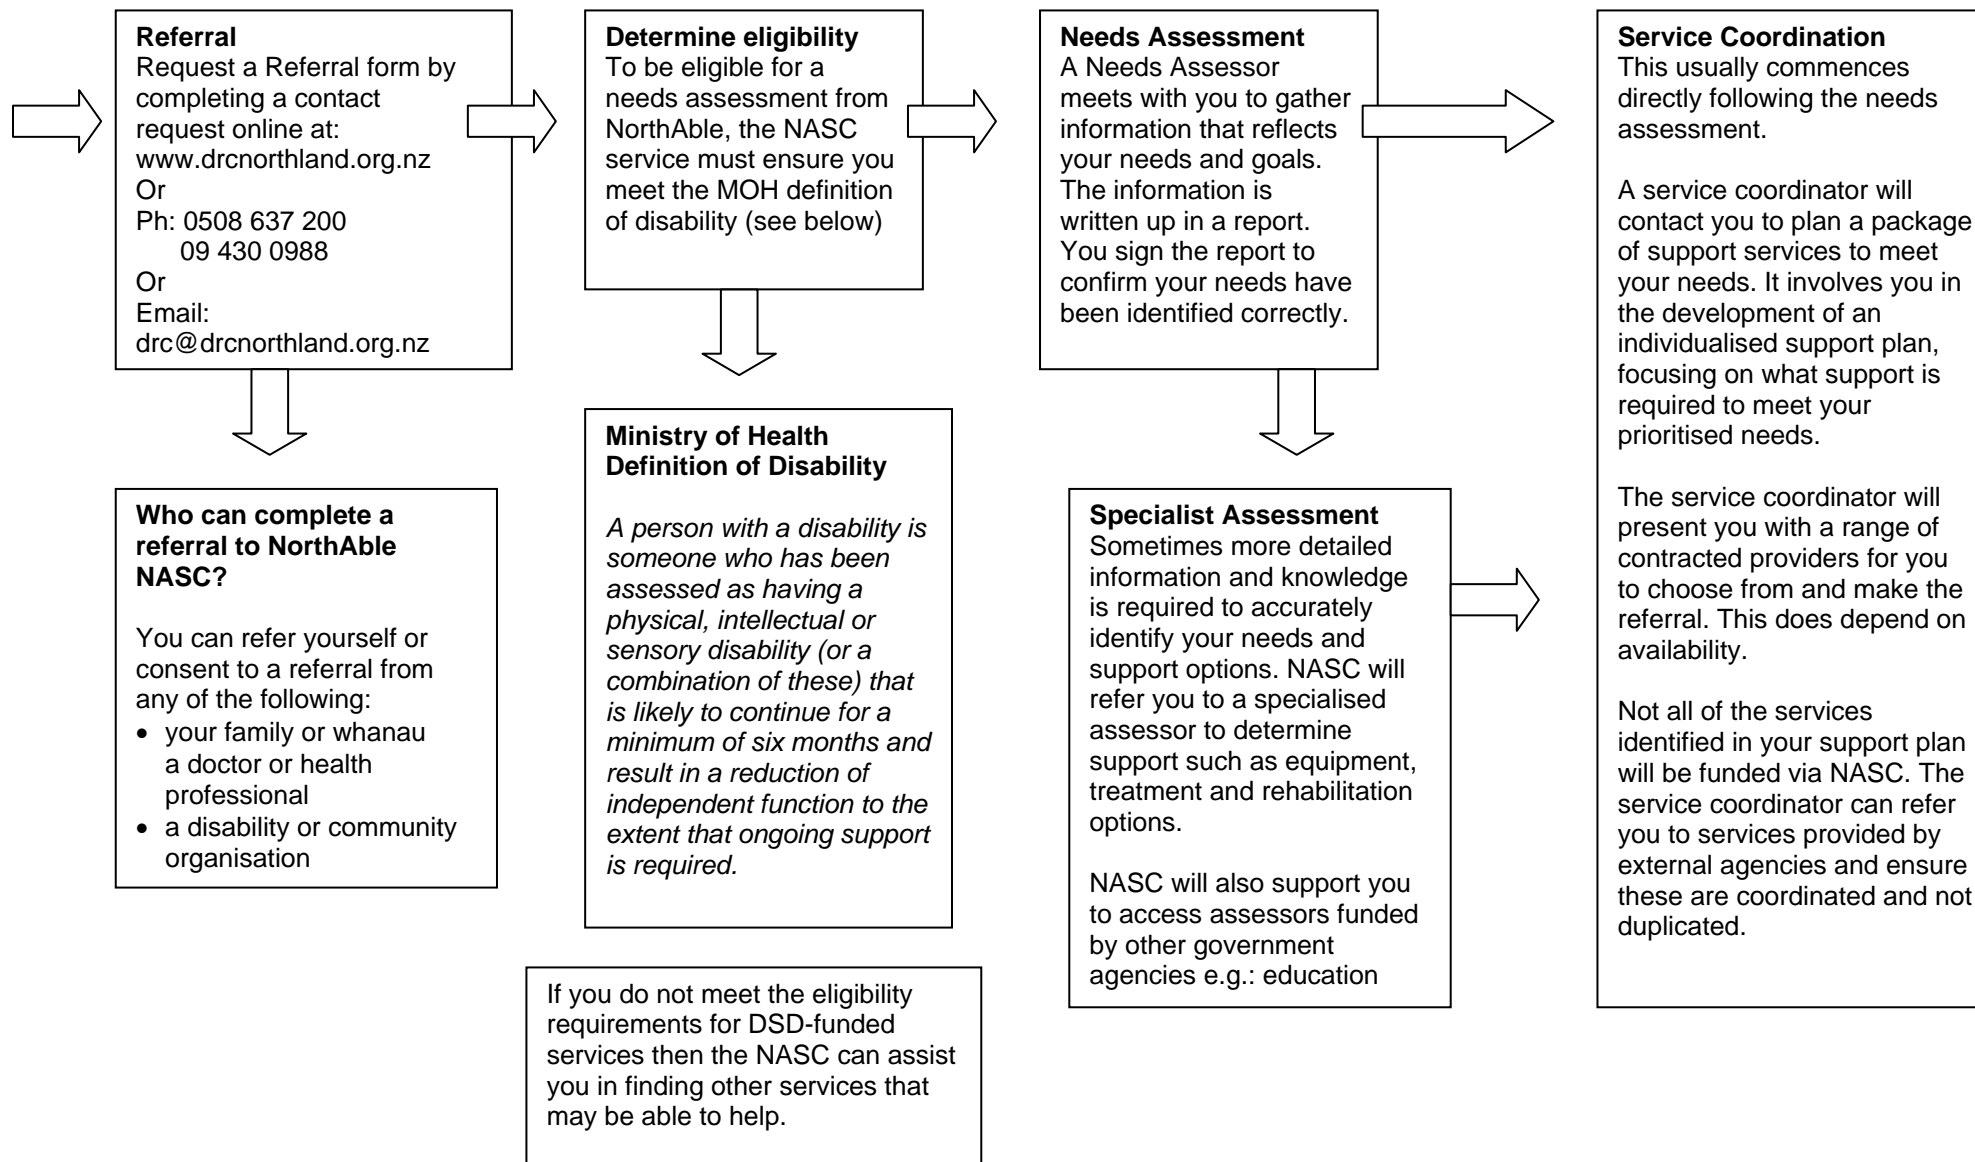 Referral
Request a Referral form by
completing a contact
request online at:
www.drcnorthland.org.nz
Or
Ph: 0508 637 200
09 430 0988
Or
Email:
drc@drcnorthland.org.nz
Who can complete a
referral to NorthAble
NASC?
You can refer yourself or
consent to a referral from
any of the following:
• your family or whanau
a doctor or health
professional
• a disability or community
organisation
Determine eligibility
To be eligible for a
needs assessment from
NorthAble, the NASC
service must ensure you
meet the MOH definition
of disability (see below)
Ministry of Health
Definition of Disability
A person with a disability is
someone who has been
assessed as having a
physical, intellectual or
sensory disability (or a
combination of these) that
is likely to continue for a
minimum of six months and
result in a reduction of
independent function to the
extent that ongoing support
is required.
If you do not meet the eligibility
requirements for DSD-funded
services then the NASC can assist
you in finding other services that
may be able to help.
Needs Assessment
A Needs Assessor
meets with you to gather
information that reflects
your needs and goals.
The information is
written up in a report.
You sign the report to
confirm your needs have
been identified correctly.
Specialist Assessment
Sometimes more detailed
information and knowledge
is required to accurately
identify your needs and
support options. NASC will
refer you to a specialised
assessor to determine
support such as equipment,
treatment and rehabilitation
options.
NASC will also support you
to access assessors funded
by other government
agencies e.g.: education
Service Coordination
This usually commences
directly following the needs
assessment.
A service coordinator will
contact you to plan a package
of support services to meet
your needs. It involves you in
the development of an
individualised support plan,
focusing on what support is
required to meet your
prioritised needs.
The service coordinator will
present you with a range of
contracted providers for you
to choose from and make the
referral. This does depend on
availability.
Not all of the services
identified in your support plan
will be funded via NASC. The
service coordinator can refer
you to services provided by
external agencies and ensure
these are coordinated and not
duplicated.